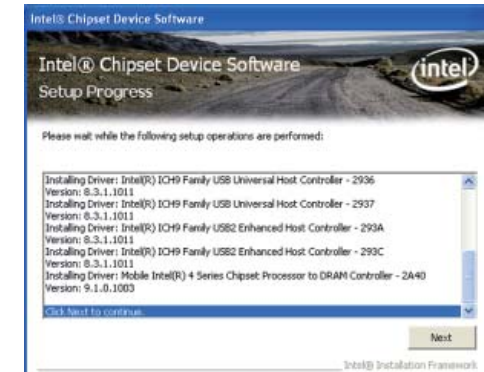 Intel® Chipset Device Software
Intel® Chipset Device Software
intel
Setup Progress
Please wait while the following setup operations are performed:
Installing Driver: Intel(R) ICH9 Family USB Universal Host Controller - 2936
Version: 8.3.1.1011
Installing Driver: Intel(R) ICH9 Family USB Universal Host Controller - 2937
Version: 8.3.1.1011
Installing Driver: Intel(R) ICH9 Family USB2 Enhanced Host Controller - 293A
Version: 8.3.1.1011
Installing Driver: Intel(R) ICH9 Family USB2 Enhanced Host Controller - 293C
Version: 8.3.1.1011
Installing Driver: Mobile Intel(R) 4 Series Chipset Processor to DRAM Controller - 2A40
Version: 9.1.0.1003
Click Next to continue.
Next
Intel® Installation Framework